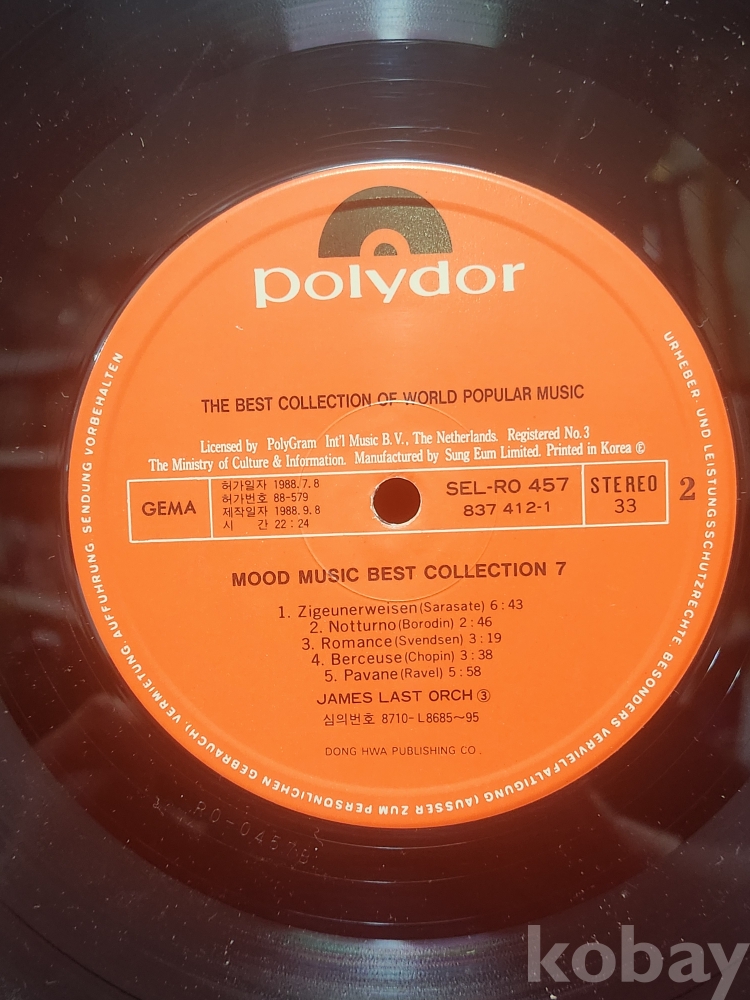 polydor
THE BEST COLLECTION OF WORLD POPULAR MUSIC
Licensed by PolyGram Int'l Music B.V., The Netherlands. Registered No.3
The Ministry of Culture & Information. Manufactured by Sung Eum Limited. Printed in Korea Ⓟ
GEMA
허가일자 1988.7.8
허가번호 88-579
제작일자 1988.9.8
시 간 22:24
SEL-RO 457
837 412-1
STEREO
33
2
MOOD MUSIC BEST COLLECTION 7
1. Zigeunerweisen(Sarasate) 6:43
2. Notturno(Borodin) 2:46
3. Romance(Svendsen) 3:19
4. Berceuse(Chopin) 3:38
5. Pavane(Ravel) 5:58
JAMES LAST ORCH③
심의번호 8710-L8685~95
DONG HWA PUBLISHING CO.
URHEBER- UND LEISTUNGSSCHUTZRECHTE, BESONDERS VERVIELFÄLTIGUNG (AUSSER ZUM PERSÖNLICHEN GEBRAUCH), VERMIETUNG, AUFFÜHRUNG, SENDUNG VORBEHALTEN
kobay